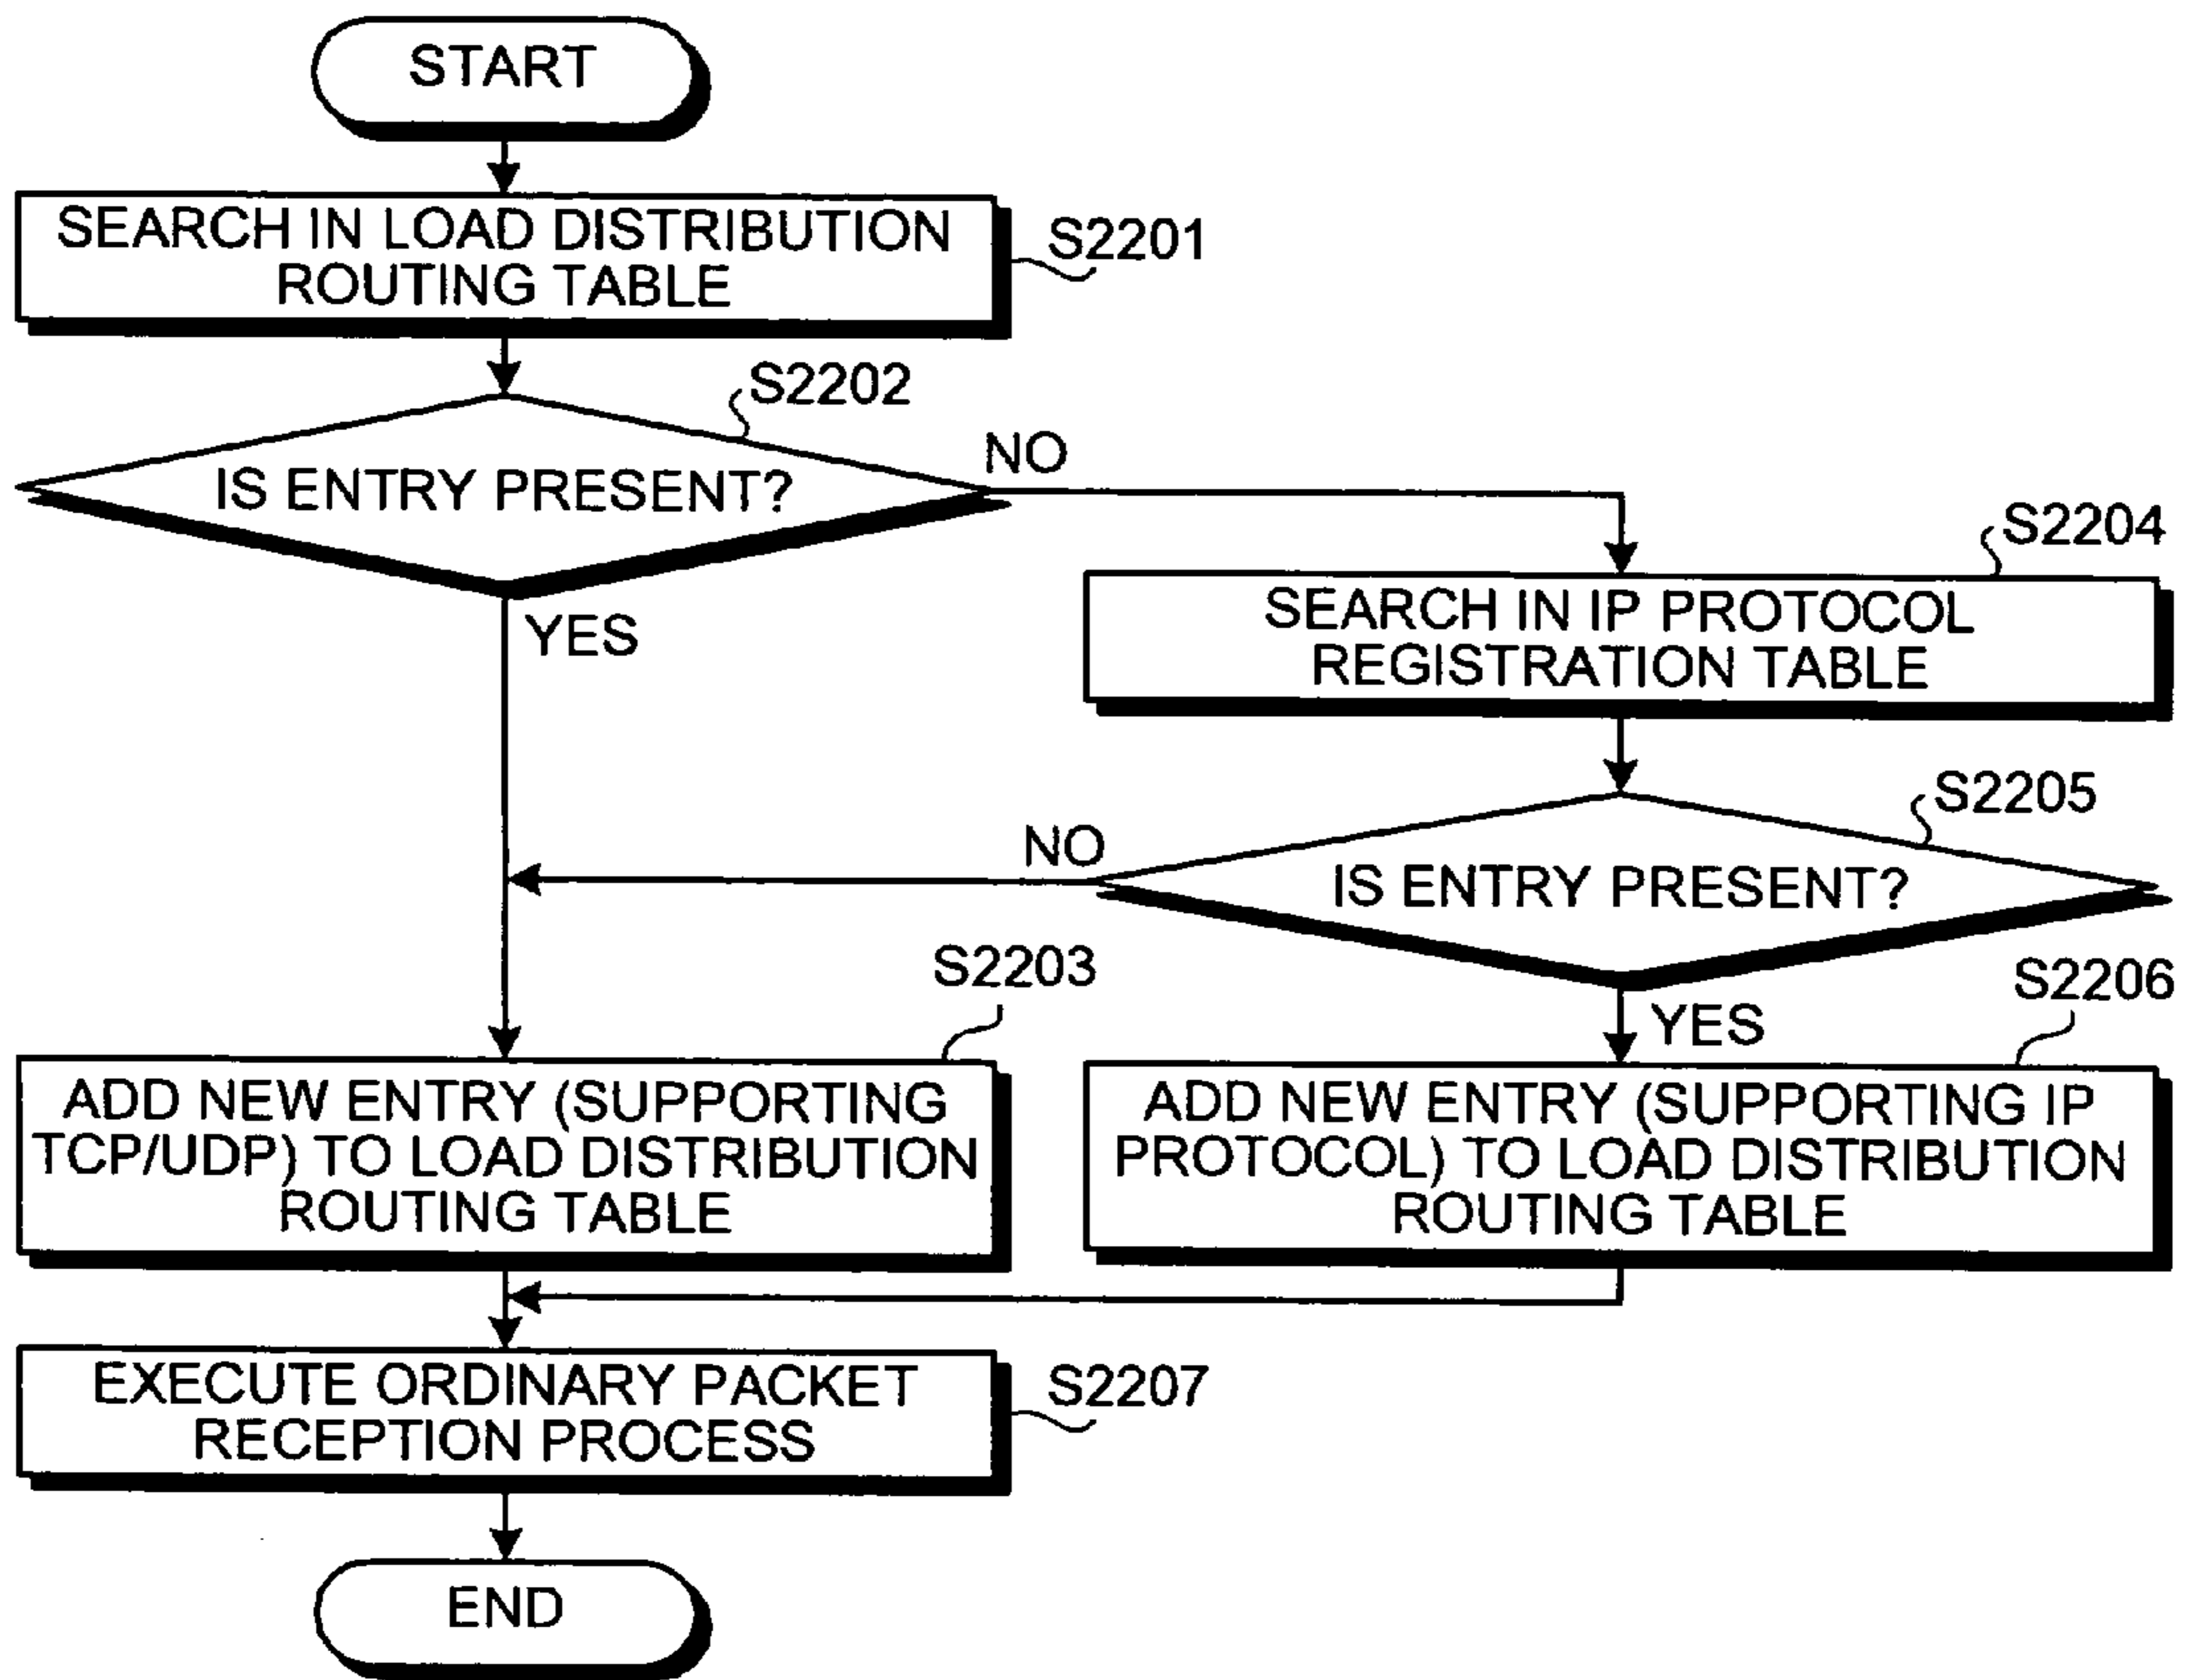 START
SEARCH IN LOAD DISTRIBUTION
ROUTING TABLE
S2201
S2202
IS ENTRY PRESENT?
NO
YES
S2204
SEARCH IN IP PROTOCOL
REGISTRATION TABLE
S2205
IS ENTRY PRESENT?
NO
YES
S2203
ADD NEW ENTRY (SUPPORTING
TCP/UDP) TO LOAD DISTRIBUTION
ROUTING TABLE
S2206
ADD NEW ENTRY (SUPPORTING IP
PROTOCOL) TO LOAD DISTRIBUTION
ROUTING TABLE
EXECUTE ORDINARY PACKET
RECEPTION PROCESS
S2207
END